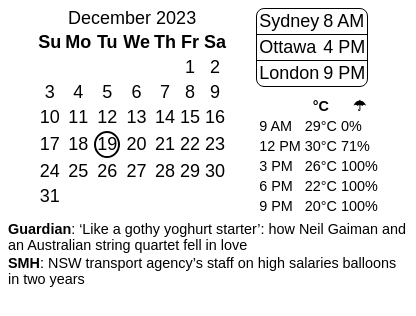 December 2023
Su Mo Tu We Th Fr Sa
1 2
3 4 5 6 7 8 9
10 11 12 13 14 15 16
17 18 19 20 21 22 23
24 25 26 27 28 29 30
31
Sydney 8 AM
Ottawa 4 PM
London 9 PM
°C ☂
9 AM 29°C 0%
12 PM 30°C 71%
3 PM 26°C 100%
6 PM 22°C 100%
9 PM 20°C 100%
Guardian: ‘Like a gothy yoghurt starter’: how Neil Gaiman and
an Australian string quartet fell in love
SMH: NSW transport agency’s staff on high salaries balloons
in two years